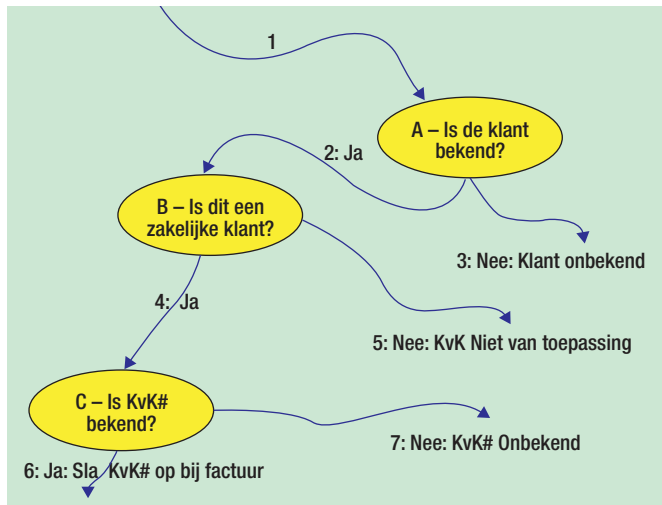 1
A – Is de klant
bekend?
2: Ja
B – Is dit een
zakelijke klant?
3: Nee: Klant onbekend
4: Ja
5: Nee: KvK Niet van toepassing
C – Is KvK#
bekend?
7: Nee: KvK# Onbekend
6: Ja: Sla KvK# op bij factuur